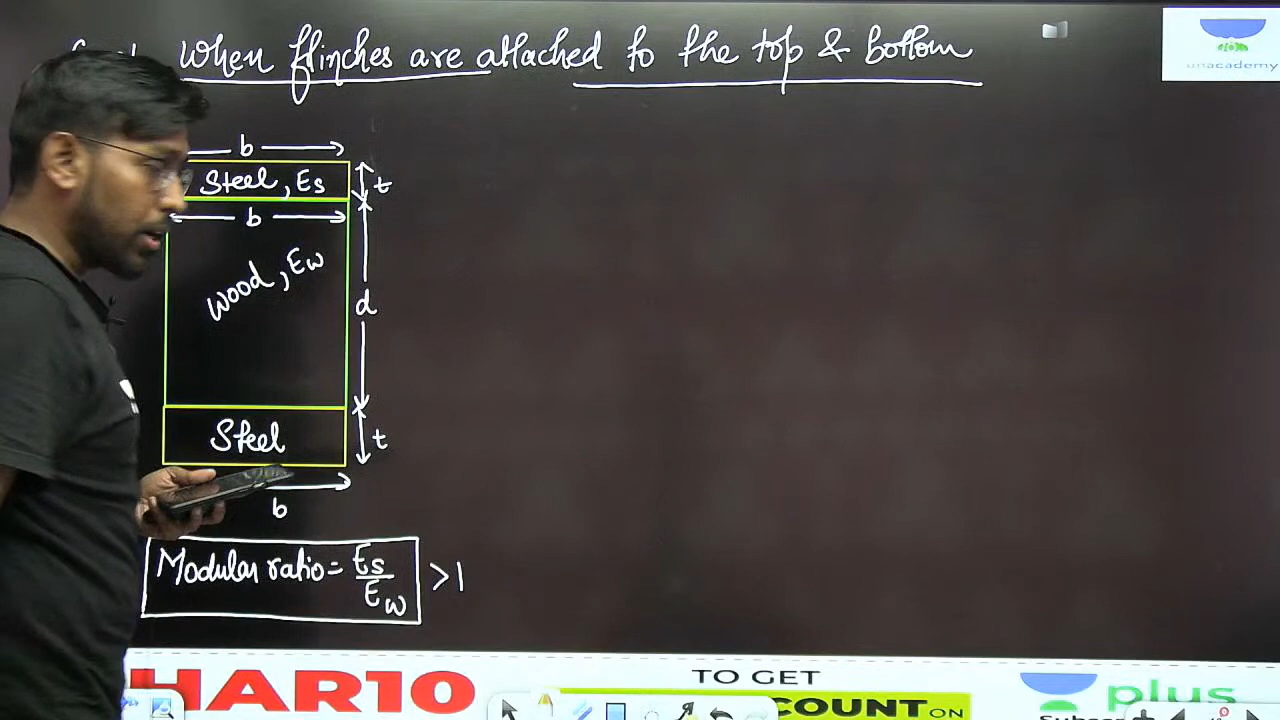 When flinches are attached to the top & bottom
unacademy
b
Steel, Es
t
b
Wood, Ew
d
Steel
t
b
Modular ratio = Es/Ew > 1
HAR10
TO GET
COUNT ON
plus